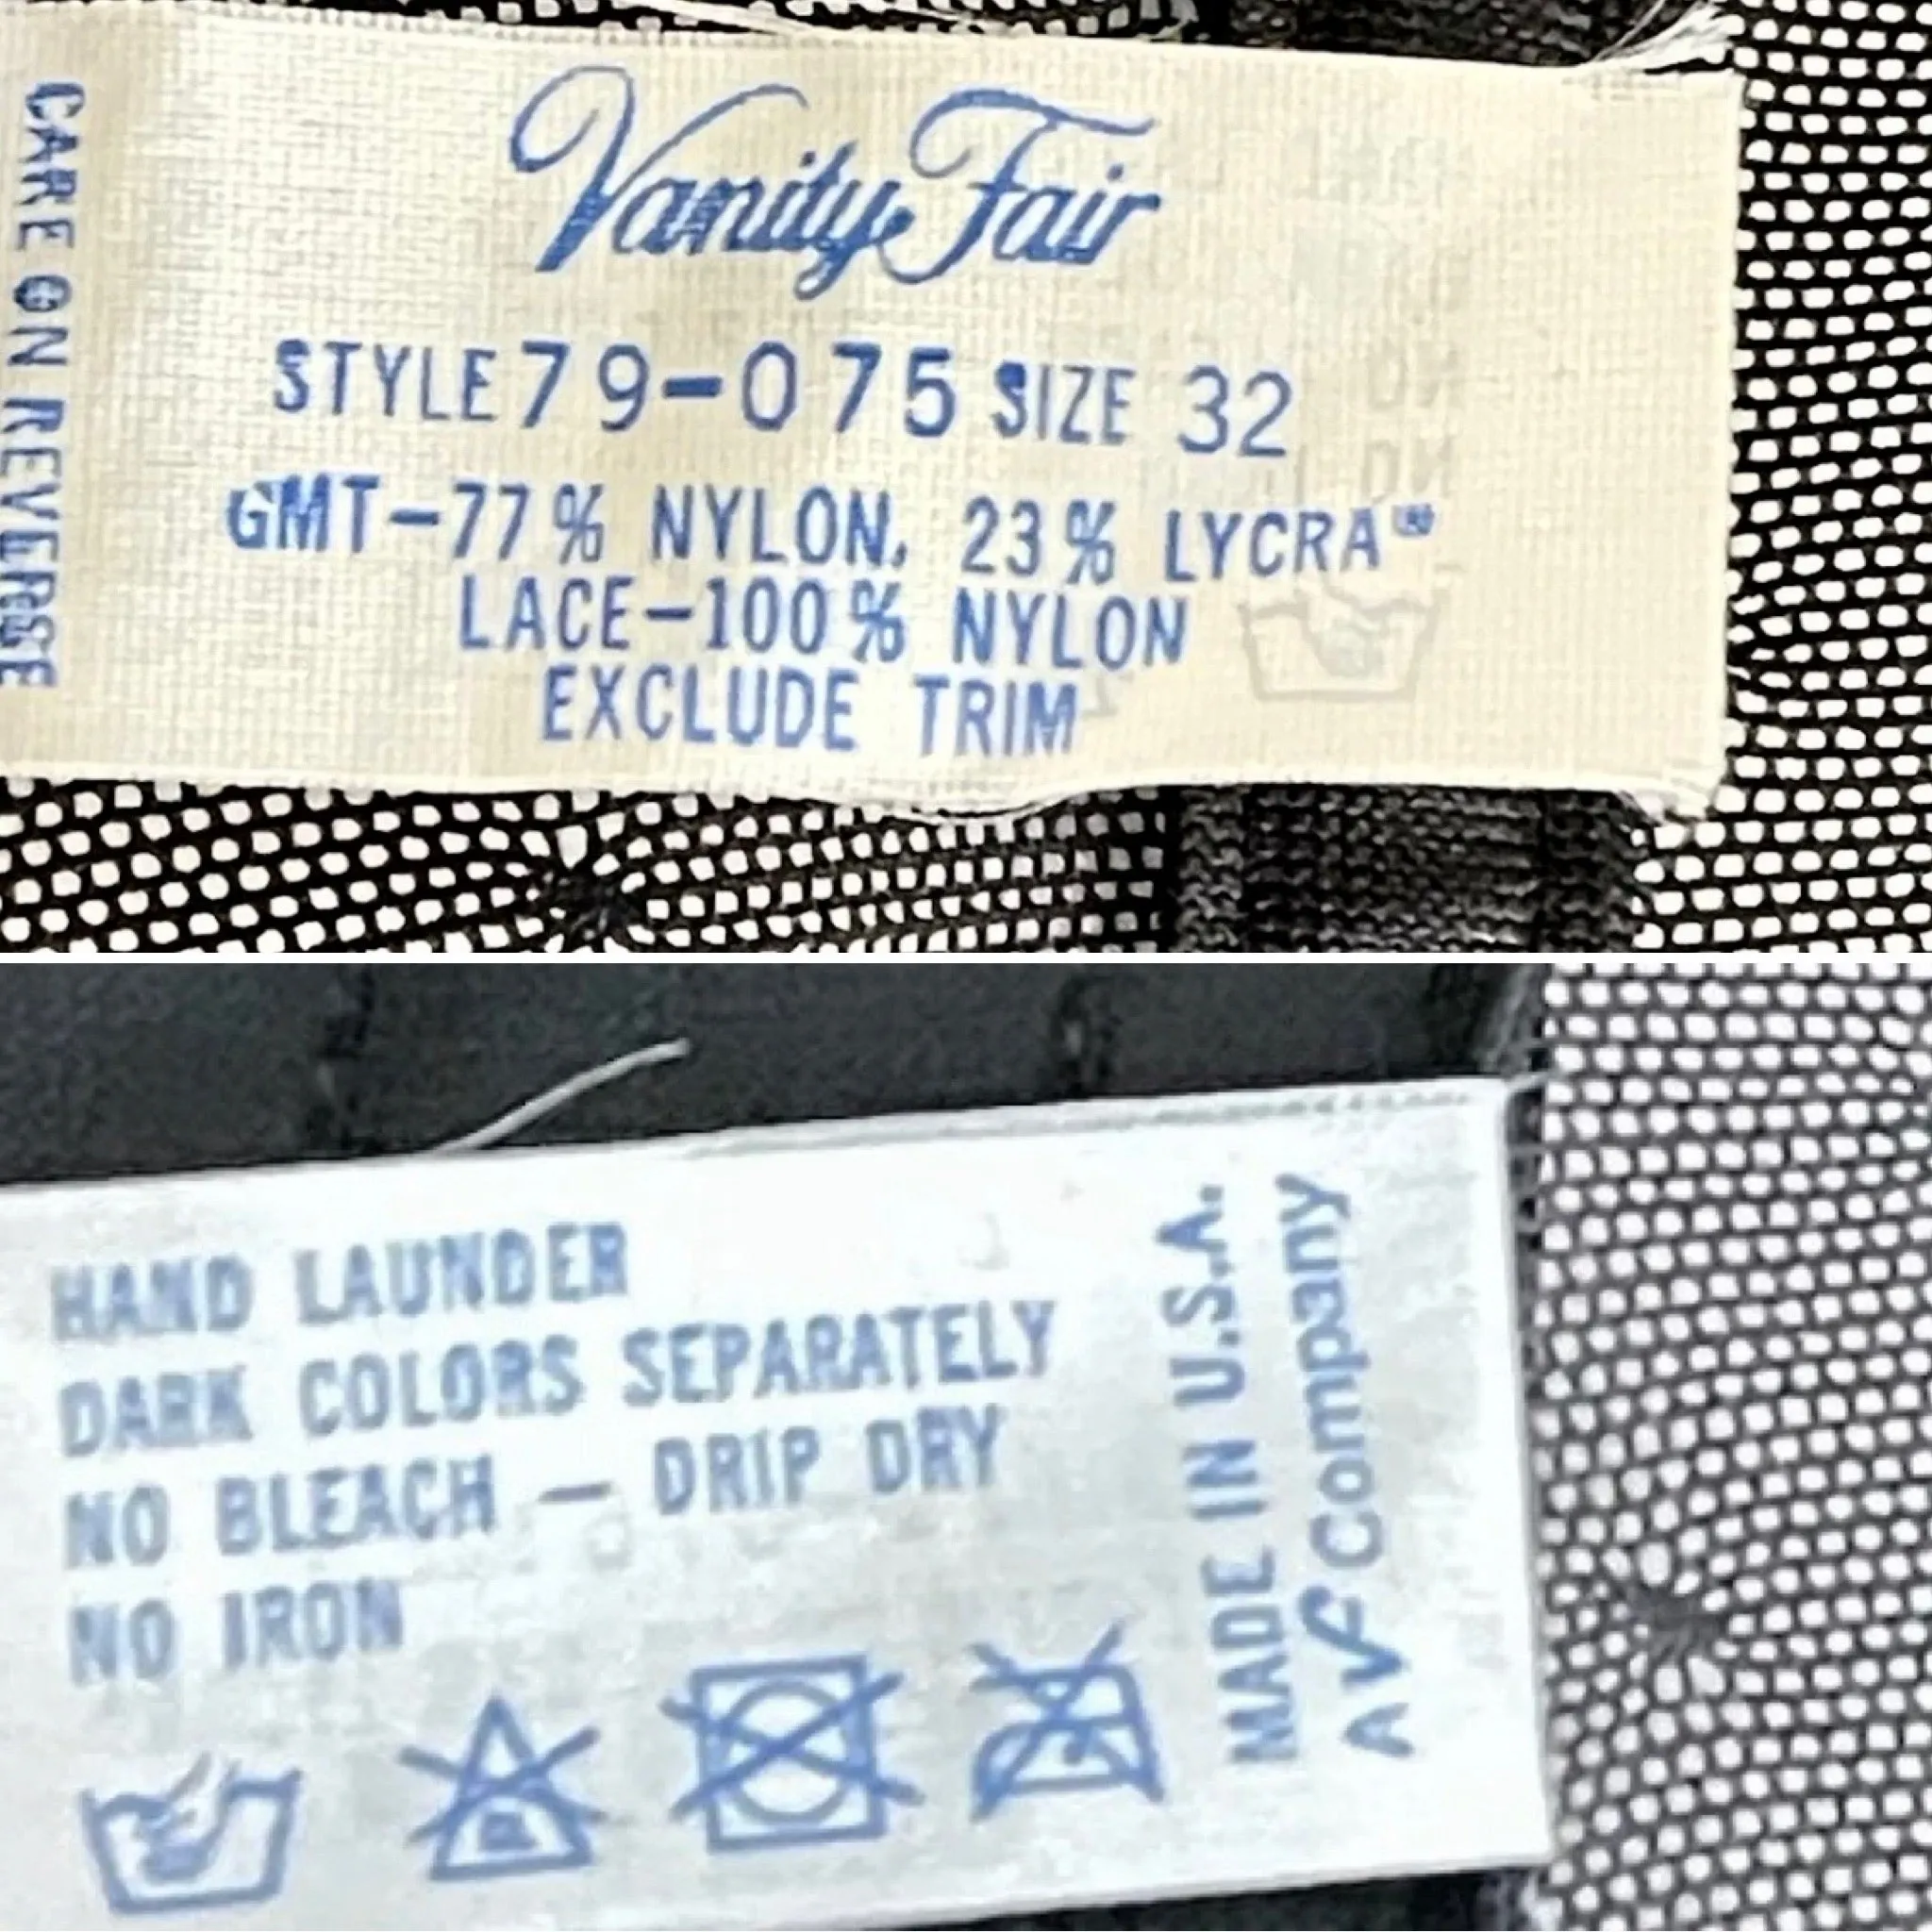 CARE ON REVERSE
Vanity Fair
STYLE 79-075 SIZE 32
GMT-77% NYLON, 23% LYCRA®
LACE-100% NYLON
EXCLUDE TRIM
HAND LAUNDER
DARK COLORS SEPARATELY
NO BLEACH — DRIP DRY
NO IRON
MADE IN U.S.A.
A VF Company